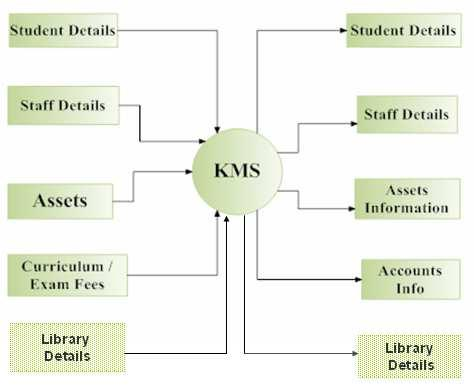 Student Details
Student Details
Staff Details
Staff Details
KMS
Assets
Assets
Information
Curriculum /
Exam Fees
Accounts
Info
Library
Details
Library
Details